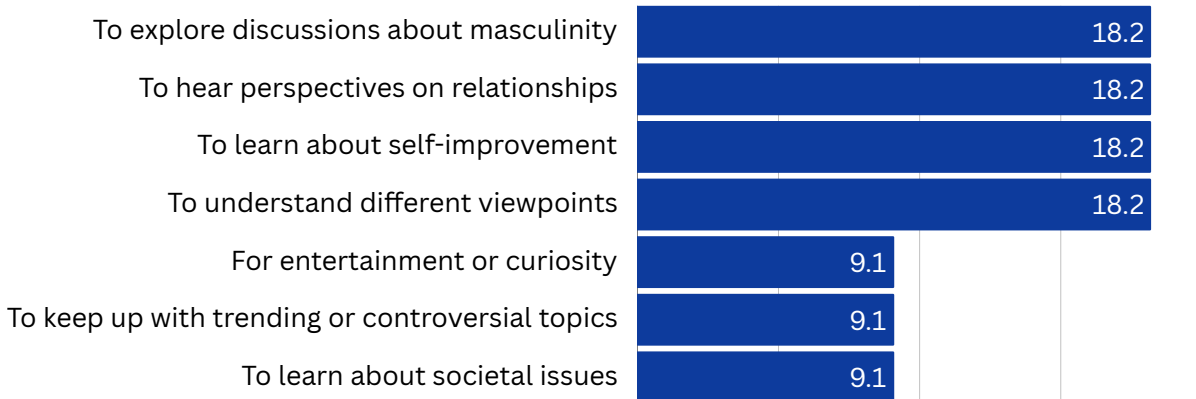 To explore discussions about masculinity 18.2
To hear perspectives on relationships 18.2
To learn about self-improvement 18.2
To understand different viewpoints 18.2
For entertainment or curiosity 9.1
To keep up with trending or controversial topics 9.1
To learn about societal issues 9.1